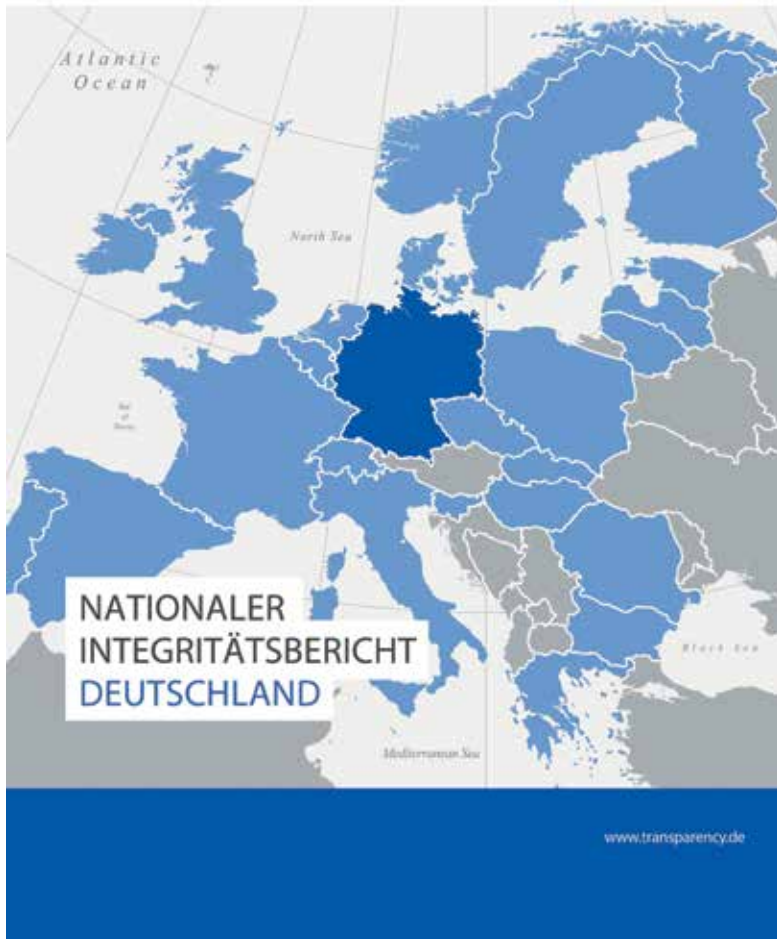 Atlantic
Ocean
North Sea
Black Sea
NATIONALER
INTEGRITÄTSBERICHT
DEUTSCHLAND
Mediterranean Sea
www.transparency.de